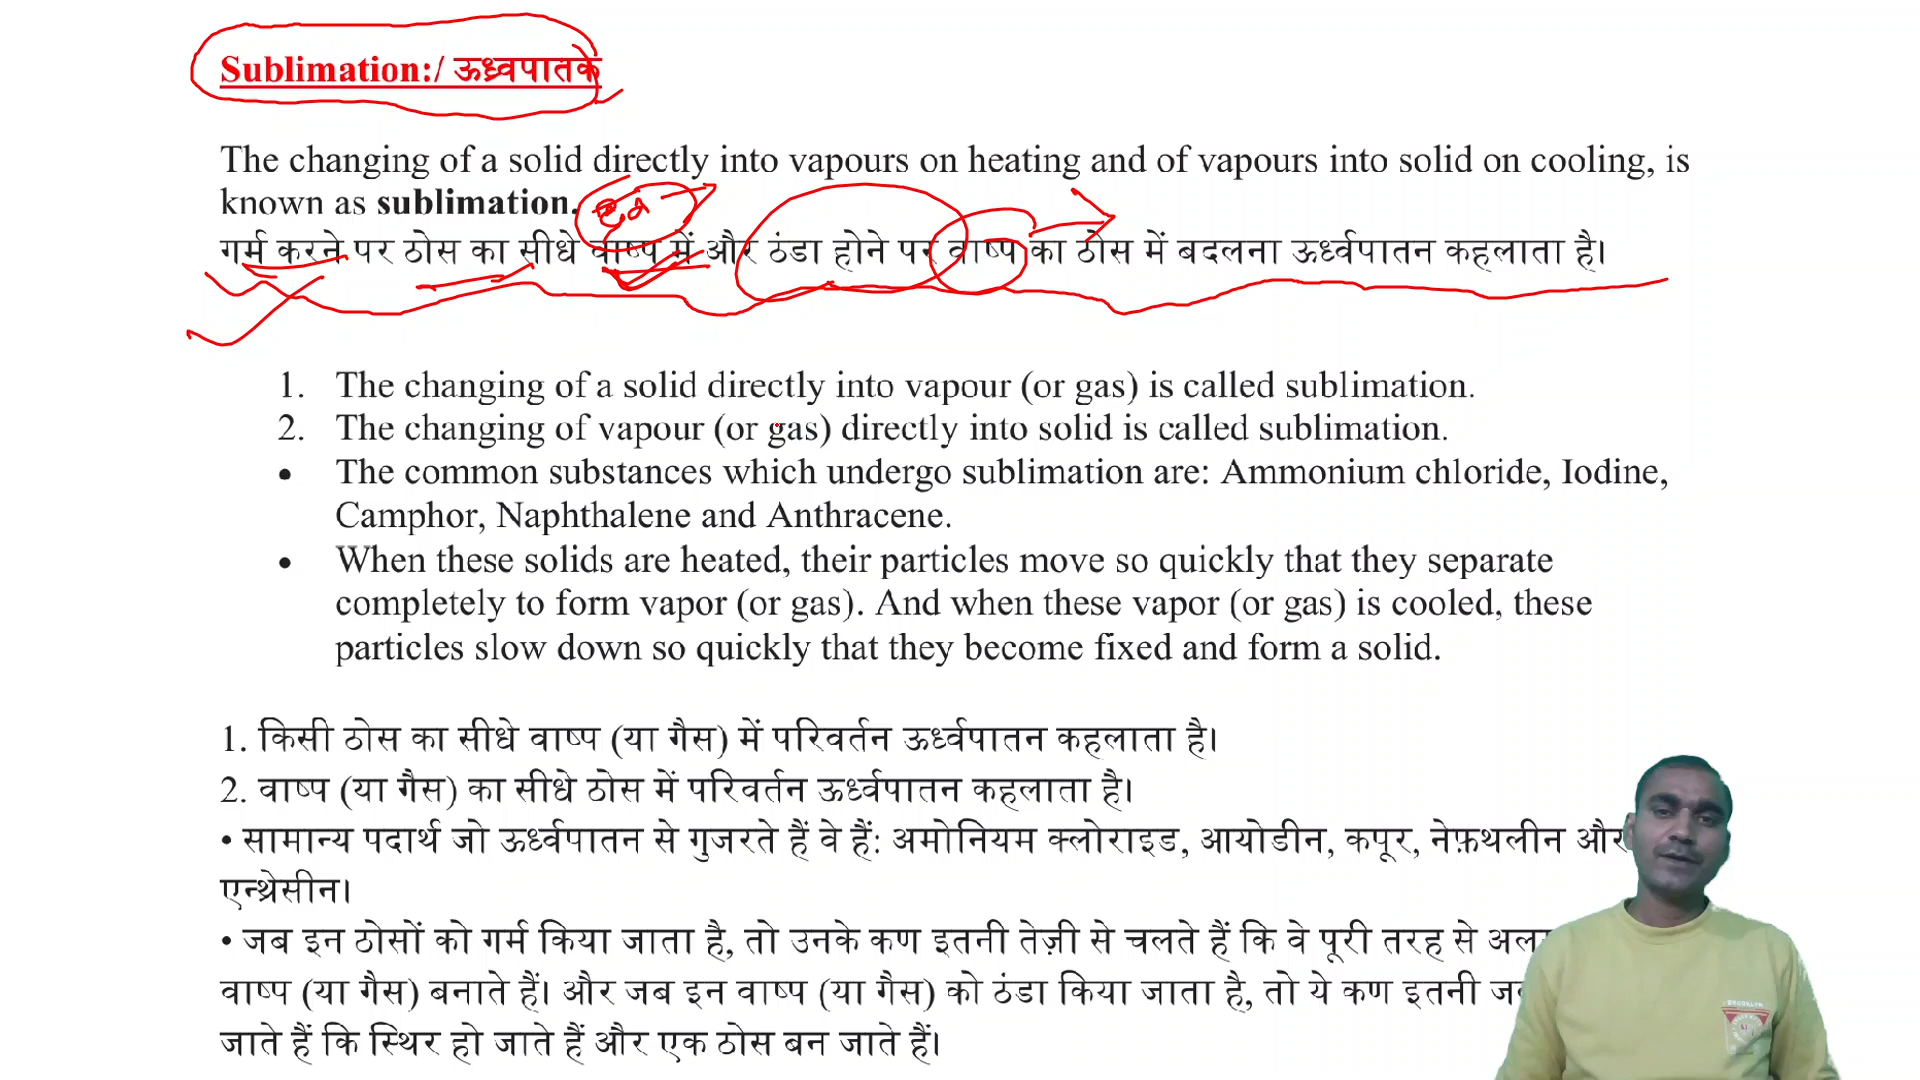 Sublimation:/ ऊध्र्वपातके
The changing of a solid directly into vapours on heating and of vapours into solid on cooling, is
known as sublimation.
गर्म करने पर ठोस का सीधे वाष्प में और ठंडा होने पर वाष्प का ठोस में बदलना ऊर्ध्वपातन कहलाता है।
1. The changing of a solid directly into vapour (or gas) is called sublimation.
2. The changing of vapour (or gas) directly into solid is called sublimation.
• The common substances which undergo sublimation are: Ammonium chloride, Iodine,
Camphor, Naphthalene and Anthracene.
• When these solids are heated, their particles move so quickly that they separate
completely to form vapor (or gas). And when these vapor (or gas) is cooled, these
particles slow down so quickly that they become fixed and form a solid.
1. किसी ठोस का सीधे वाष्प (या गैस) में परिवर्तन ऊर्ध्वपातन कहलाता है।
2. वाष्प (या गैस) का सीधे ठोस में परिवर्तन ऊर्ध्वपातन कहलाता है।
• सामान्य पदार्थ जो ऊर्ध्वपातन से गुजरते हैं वे हैं: अमोनियम क्लोराइड, आयोडीन, कपूर, नेफ़थलीन और
एन्थ्रेसीन।
• जब इन ठोसों को गर्म किया जाता है, तो उनके कण इतनी तेज़ी से चलते हैं कि वे पूरी तरह से
वाष्प (या गैस) बनाते हैं। और जब इन वाष्प (या गैस) को ठंडा किया जाता है, तो ये कण इतनी
जाते हैं कि स्थिर हो जाते हैं और एक ठोस बन जाते हैं।